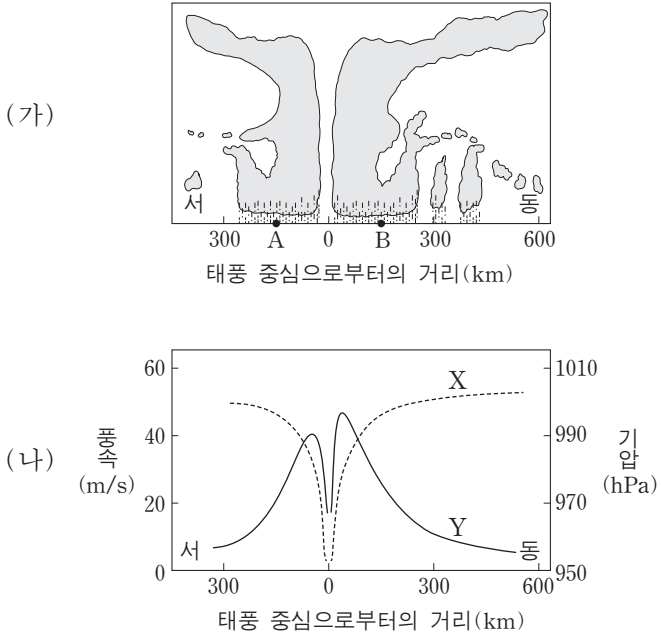 (가)
서 동
300 A 0 B 300 600
태풍 중심으로부터의 거리(km)
(나)
풍속
(m/s)
60
40
20
0
X
Y
서 동
1010
990
970
950
기압
(hPa)
300 0 300 600
태풍 중심으로부터의 거리(km)